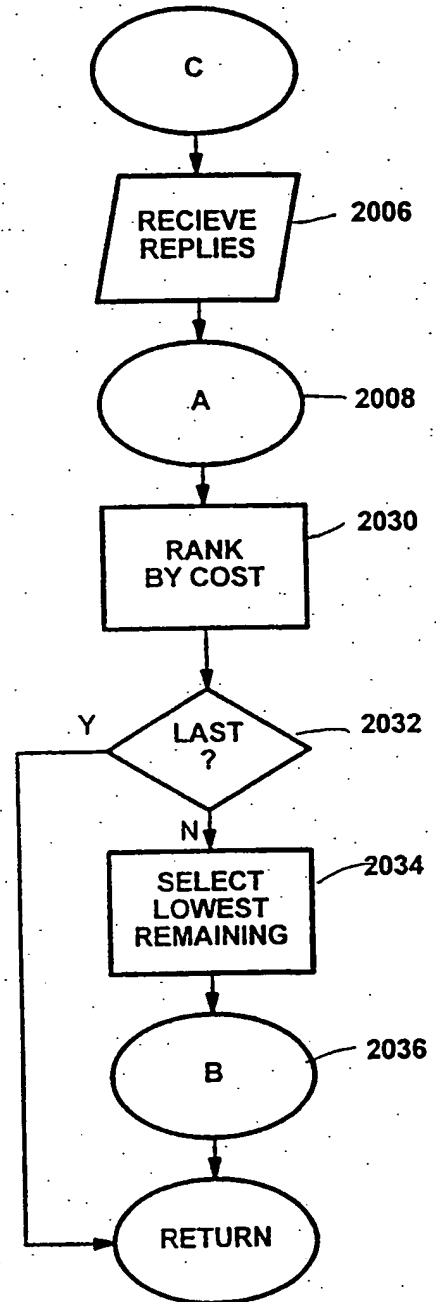 C
RECIEVE
REPLIES
2006
A
2008
RANK
BY COST
2030
Y
LAST
?
2032
N
SELECT
LOWEST
REMAINING
2034
B
2036
RETURN